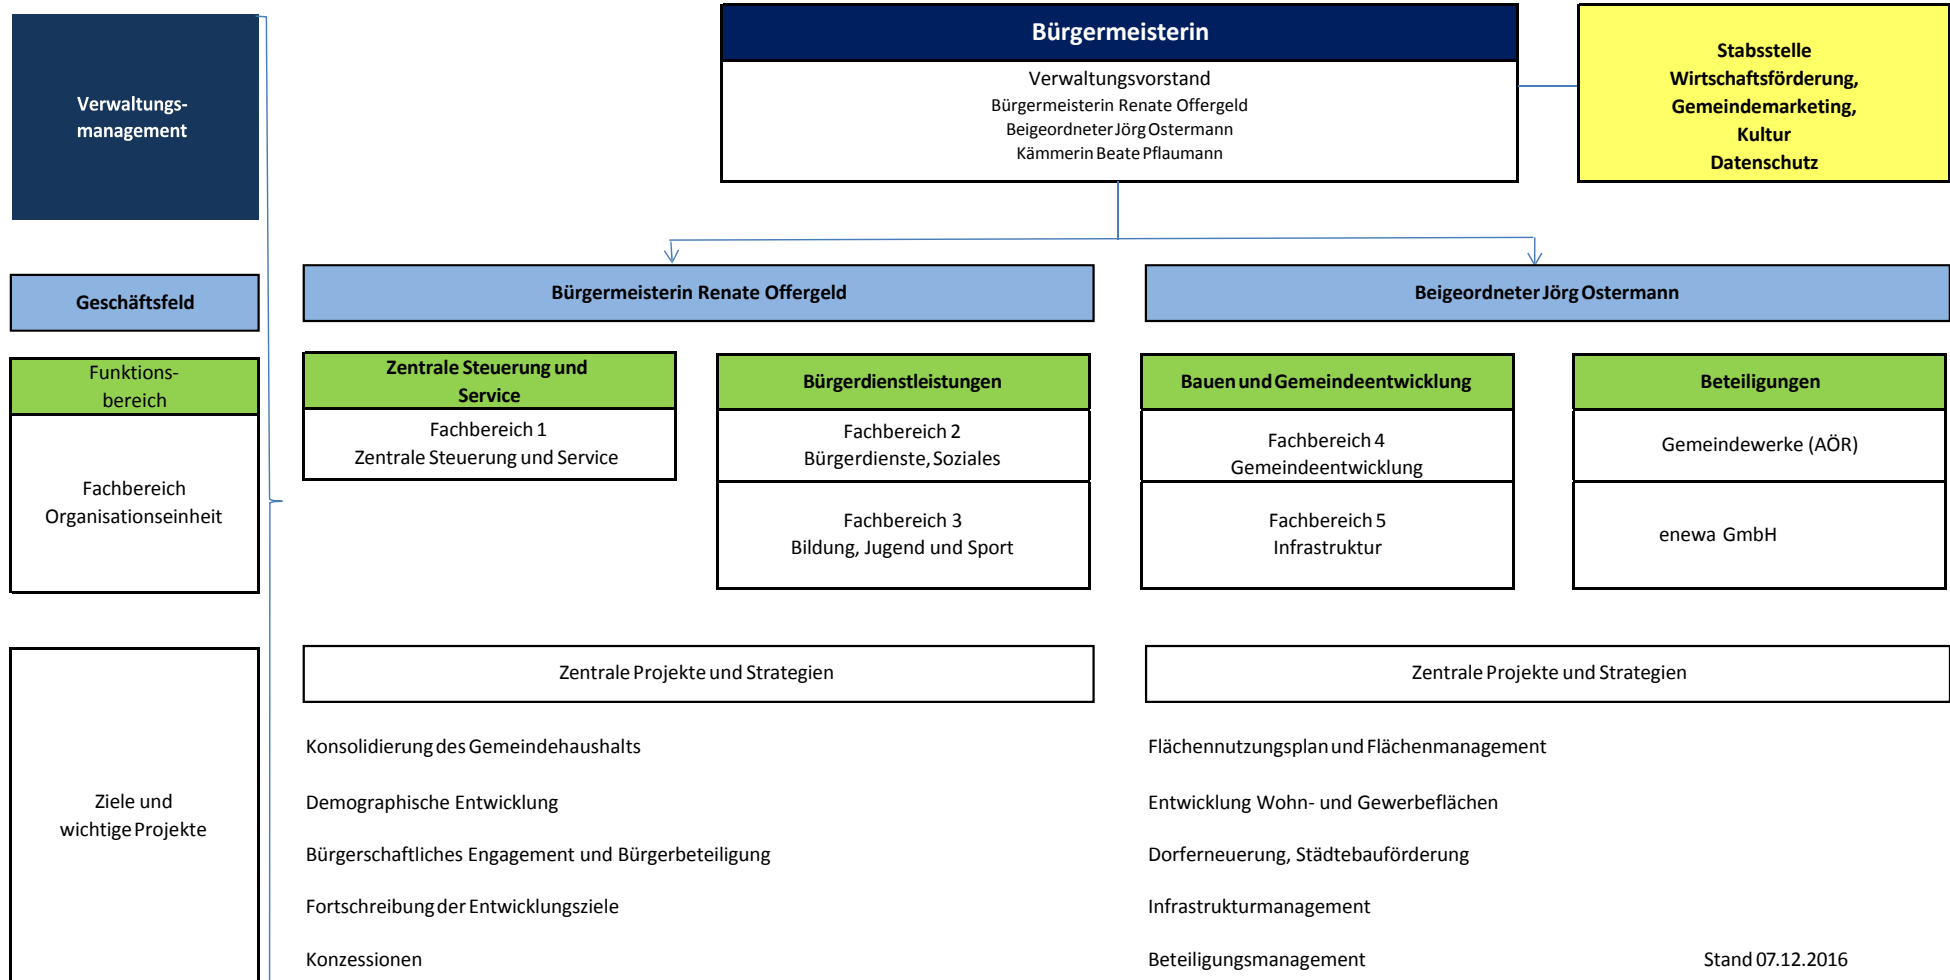 Verwaltungs-
management
Bürgermeisterin
Verwaltungsvorstand
Bürgermeisterin Renate Offergeld
Beigeordneter Jörg Ostermann
Kämmerin Beate Pflaumann
Stabsstelle
Wirtschaftsförderung,
Gemeindemarketing,
Kultur
Datenschutz
Geschäftsfeld
Bürgermeisterin Renate Offergeld
Beigeordneter Jörg Ostermann
Funktions-
bereich
Zentrale Steuerung und
Service
Bürgerdienstleistungen
Bauen und Gemeindeentwicklung
Beteiligungen
Fachbereich
Organisationseinheit
Fachbereich 1
Zentrale Steuerung und Service
Fachbereich 2
Bürgerdienste, Soziales
Fachbereich 4
Gemeindeentwicklung
Gemeindewerke (AÖR)
Fachbereich 3
Bildung, Jugend und Sport
Fachbereich 5
Infrastruktur
enewa GmbH
Ziele und
wichtige Projekte
Zentrale Projekte und Strategien
Konsolidierung des Gemeindehaushalts
Demographische Entwicklung
Bürgerschaftliches Engagement und Bürgerbeteiligung
Fortschreibung der Entwicklungsziele
Konzessionen
Zentrale Projekte und Strategien
Flächennutzungsplan und Flächenmanagement
Entwicklung Wohn- und Gewerbeflächen
Dorferneuerung, Städtebauförderung
Infrastrukturmanagement
Beteiligungsmanagement
Stand 07.12.2016